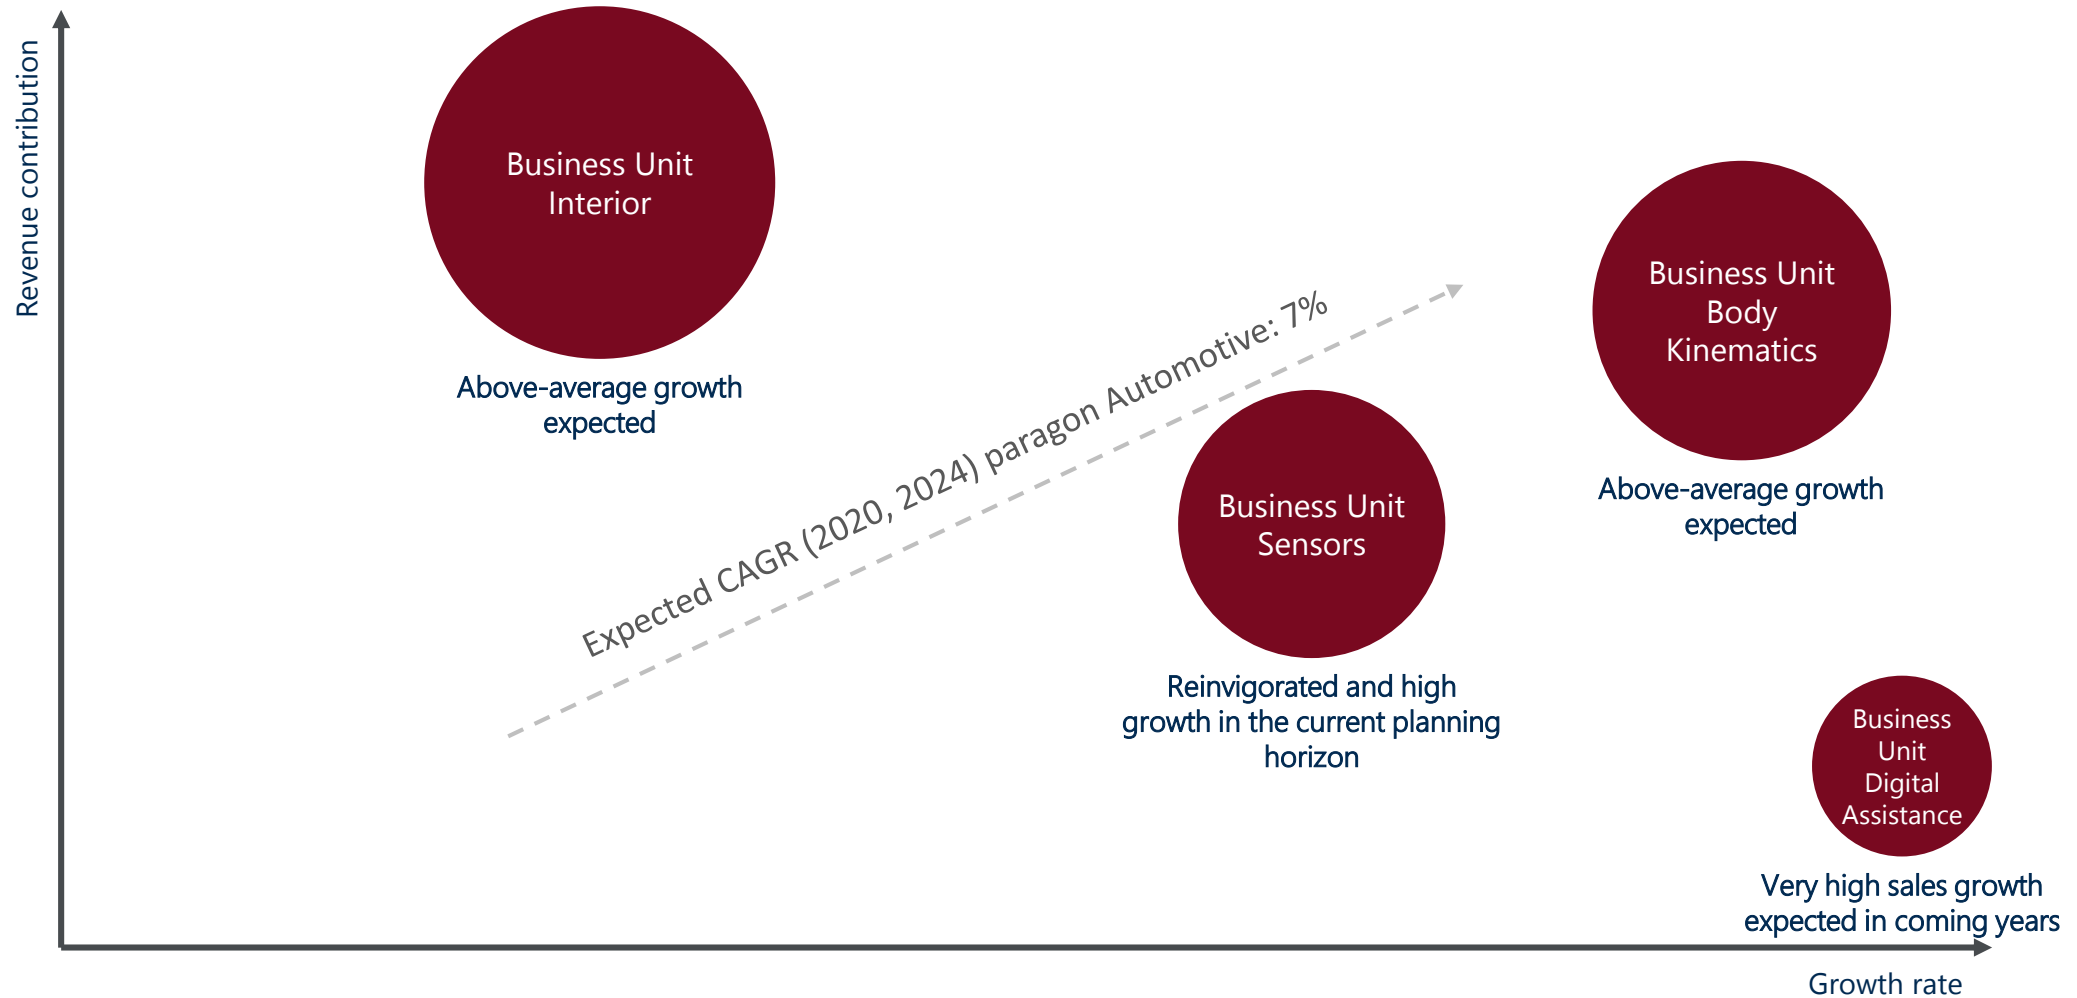 Revenue contribution
Business Unit
Interior
Above-average growth
expected
Expected CAGR (2020, 2024) paragon Automotive: 7%
Business Unit
Body
Kinematics
Above-average growth
expected
Business Unit
Sensors
Reinvigorated and high
growth in the current planning
horizon
Business
Unit
Digital
Assistance
Very high sales growth
expected in coming years
Growth rate